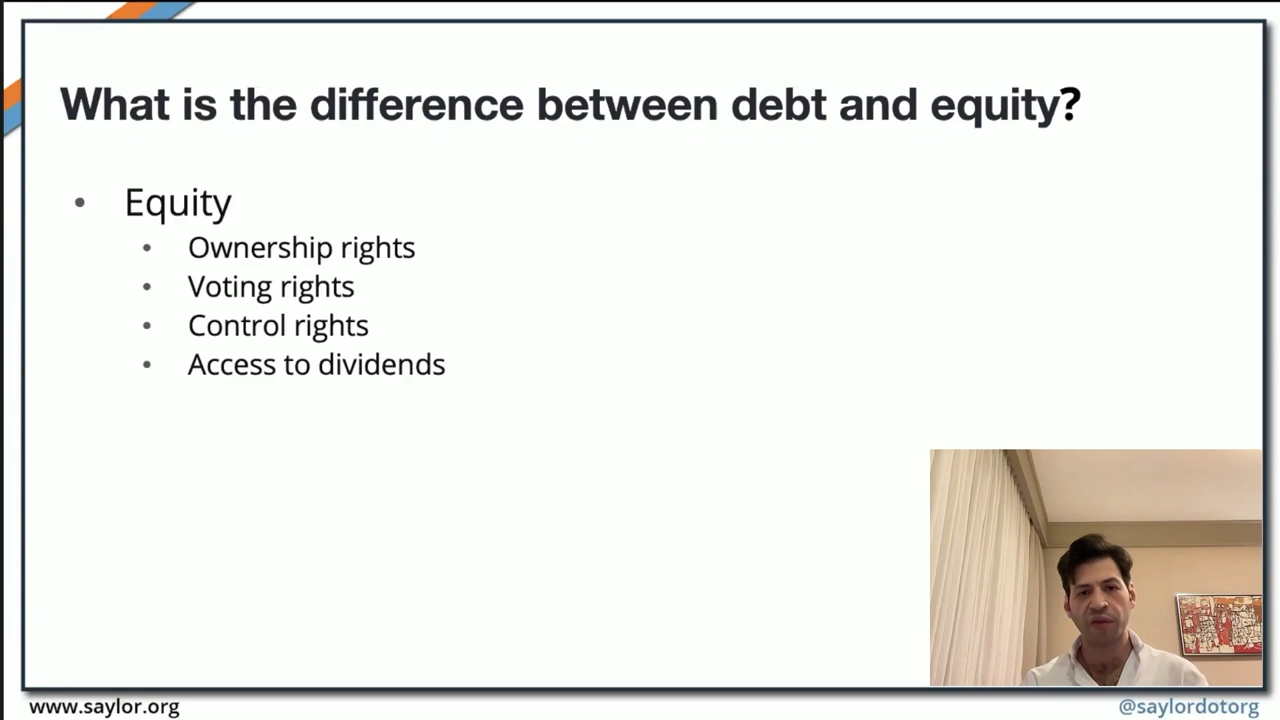 What is the difference between debt and equity?
• Equity
• Ownership rights
• Voting rights
• Control rights
• Access to dividends
www.saylor.org
@saylordotorg